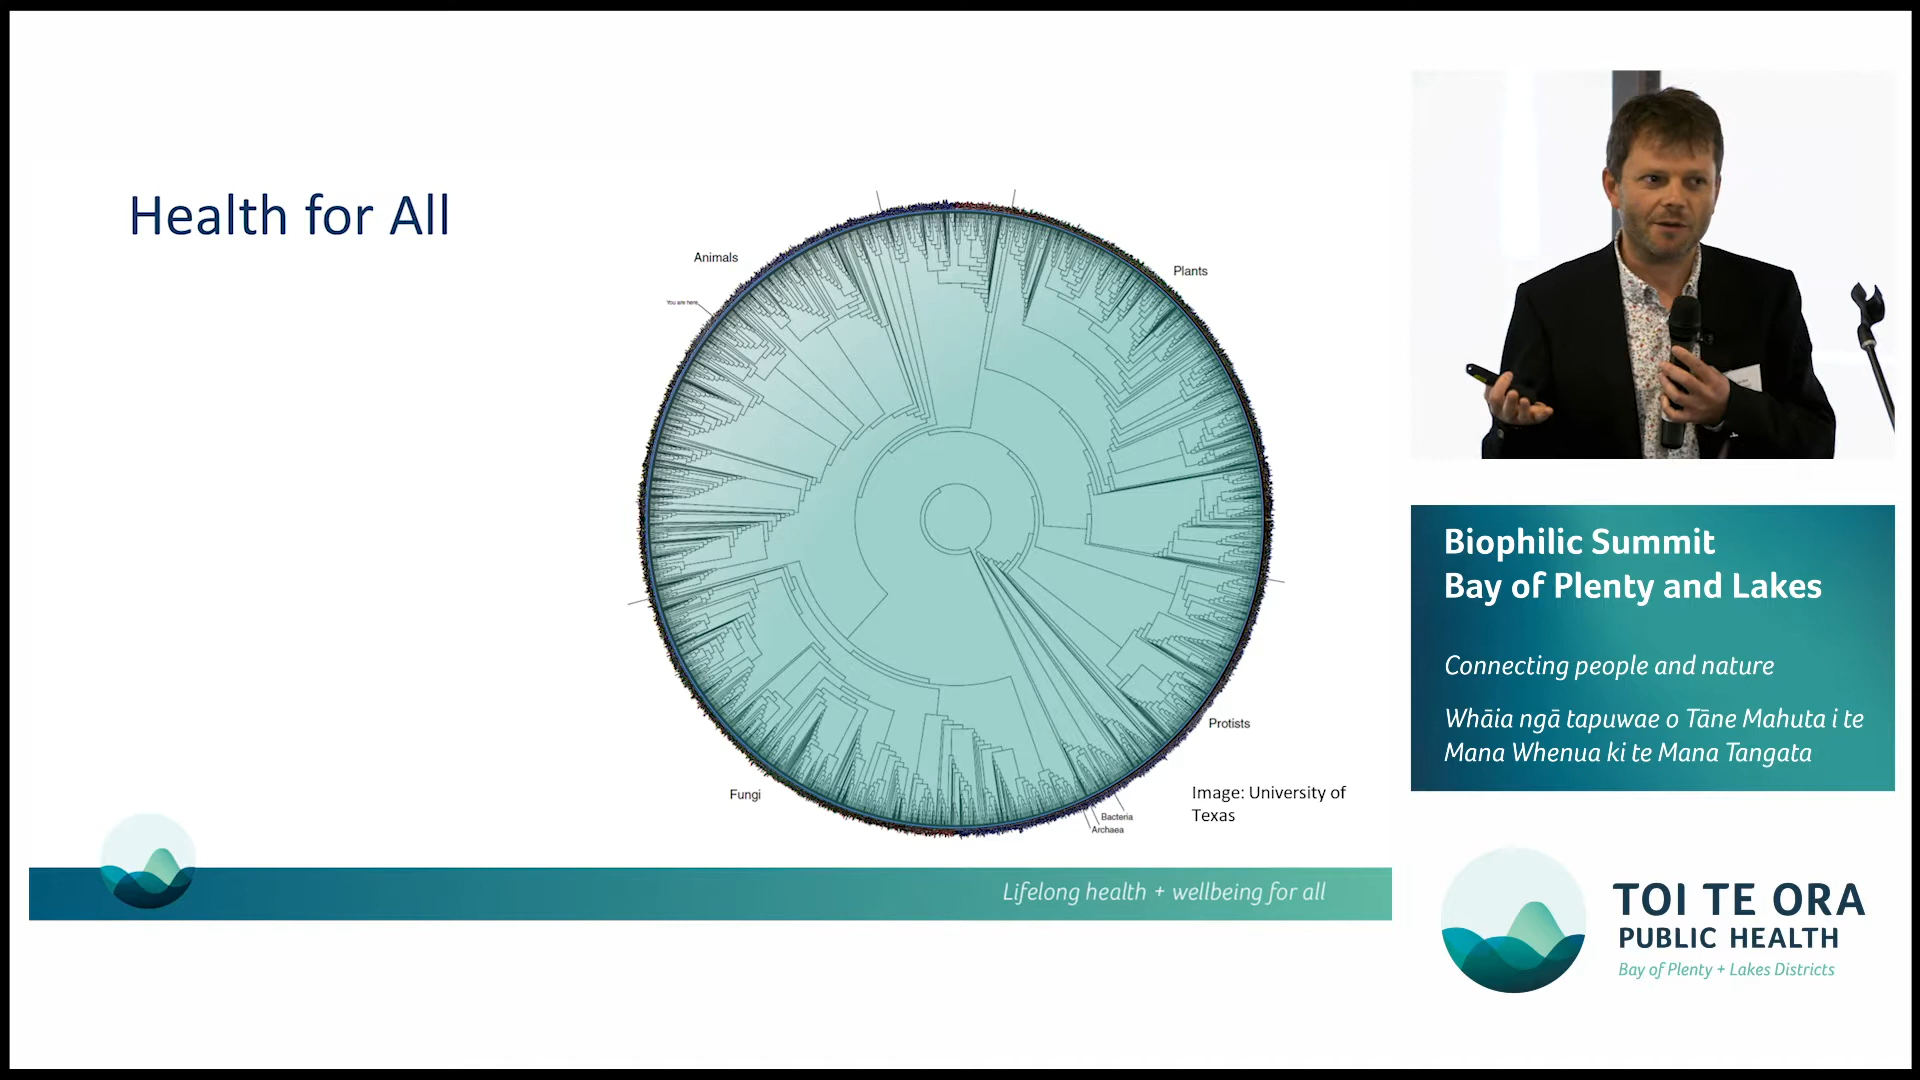 Health for All
Animals
Plants
You are here
Protists
Fungi
Image: University of
Texas
Bacteria
Archaea
Lifelong health + wellbeing for all
Biophilic Summit
Bay of Plenty and Lakes
Connecting people and nature
Whāia ngā tapuwae o Tāne Mahuta i te
Mana Whenua ki te Mana Tangata
TOI TE ORA
PUBLIC HEALTH
Bay of Plenty + Lakes Districts